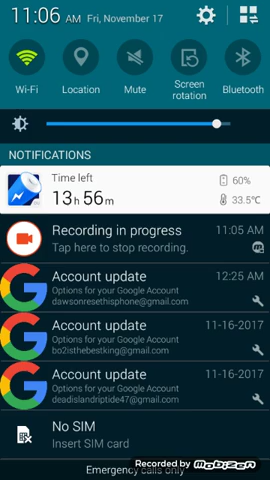 11:06 AM Fri, November 17
Wi-Fi Location Mute Screen rotation Bluetooth
NOTIFICATIONS
Time left 60%
13h 56m 33.5℃
Recording in progress 11:05 AM
Tap here to stop recording.
Account update 12:25 AM
Options for your Google Account
dawsonresethisphone@gmail.com
Account update 11-16-2017
Options for your Google Account
bo2isthebestking@gmail.com
Account update 11-16-2017
Options for your Google Account
deadislandriptide47@gmail.com
No SIM
Insert SIM card
Emergency calls only
Recorded by Mobizen